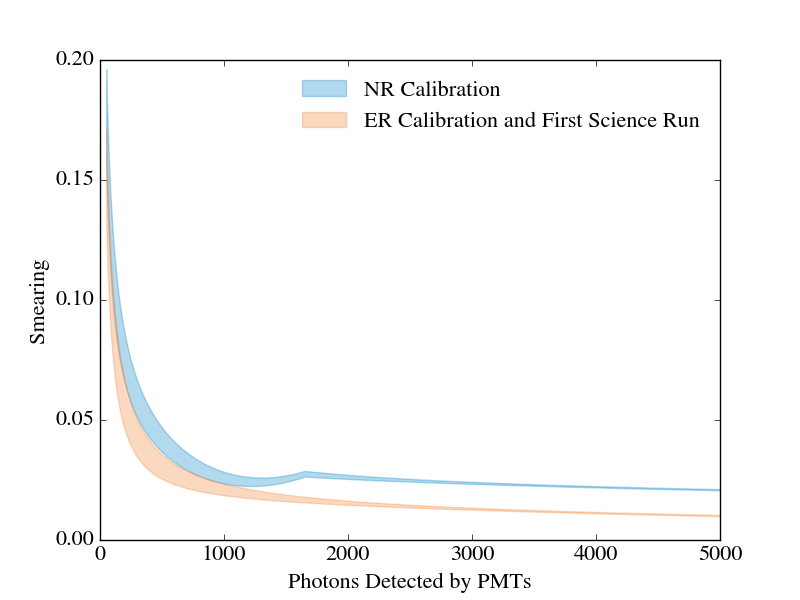 0.20
0.15
0.10
0.05
0.00
Smearing
NR Calibration
ER Calibration and First Science Run
0 1000 2000 3000 4000 5000
Photons Detected by PMTs